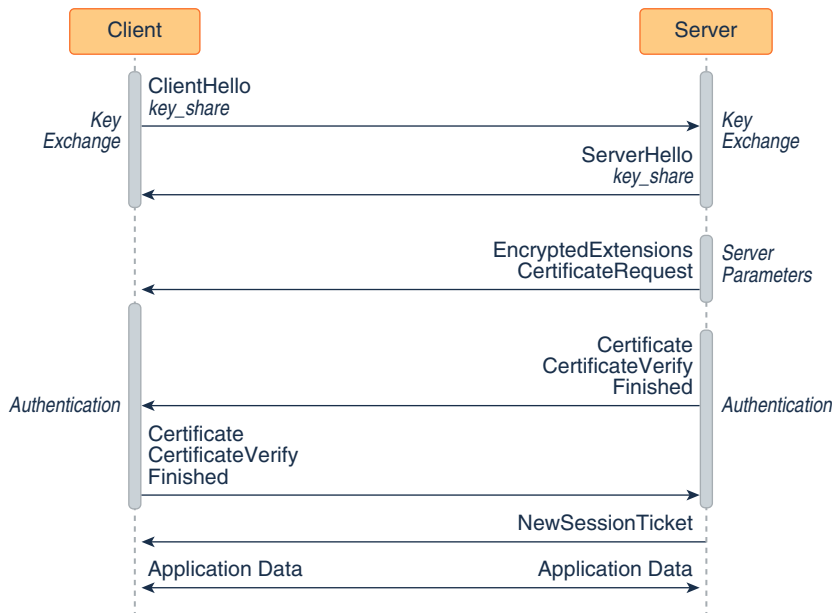 Client
Server
ClientHello
key_share
Key
Exchange
Key
Exchange
ServerHello
key_share
EncryptedExtensions
CertificateRequest
Server
Parameters
Certificate
CertificateVerify
Finished
Authentication
Authentication
Certificate
CertificateVerify
Finished
NewSessionTicket
Application Data
Application Data